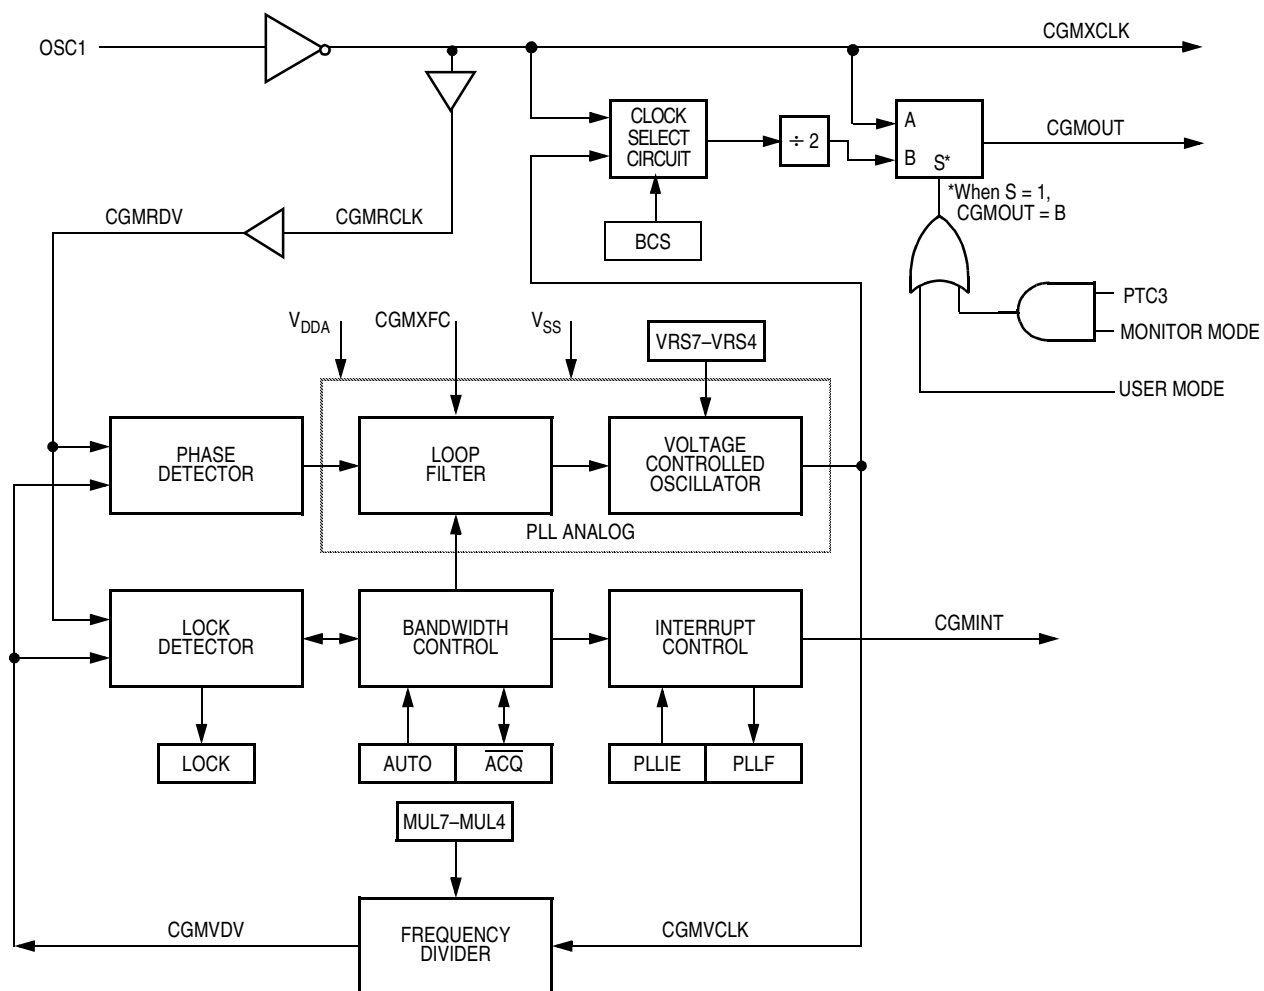 OSC1
CGMXCLK
CLOCK
SELECT
CIRCUIT
÷ 2
A
B
S*
CGMOUT
*When S = 1,
CGMOUT = B
BCS
CGMRDV
CGMRCLK
PTC3
MONITOR MODE
USER MODE
VDDA
CGMXFC
VSS
VRS7–VRS4
PHASE
DETECTOR
LOOP
FILTER
VOLTAGE
CONTROLLED
OSCILLATOR
PLL ANALOG
LOCK
DETECTOR
BANDWIDTH
CONTROL
INTERRUPT
CONTROL
CGMINT
LOCK
AUTO
ACQ
PLLIE
PLLF
MUL7–MUL4
CGMVDV
FREQUENCY
DIVIDER
CGMVCLK